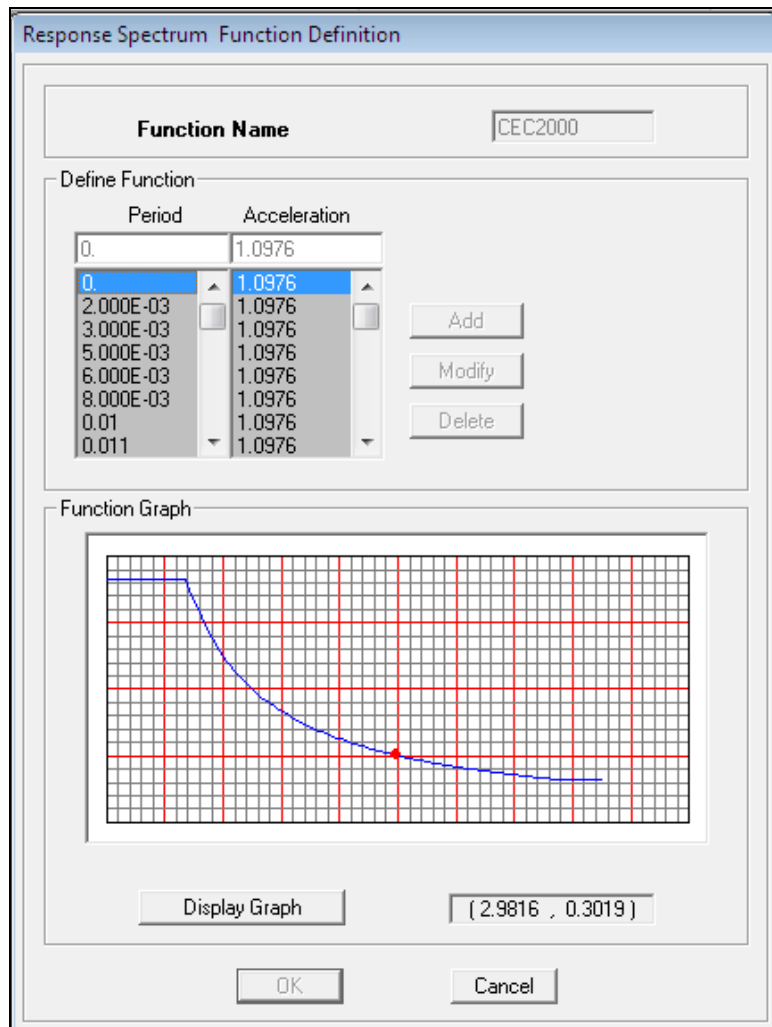 Response Spectrum Function Definition
Function Name
CEC2000
Define Function
Period Acceleration
0. 1.0976
0. 1.0976
2.000E-03 1.0976
3.000E-03 1.0976
5.000E-03 1.0976
6.000E-03 1.0976
8.000E-03 1.0976
0.01 1.0976
0.011 1.0976
Add
Modify
Delete
Function Graph
Display Graph
( 2.9816 , 0.3019 )
OK
Cancel